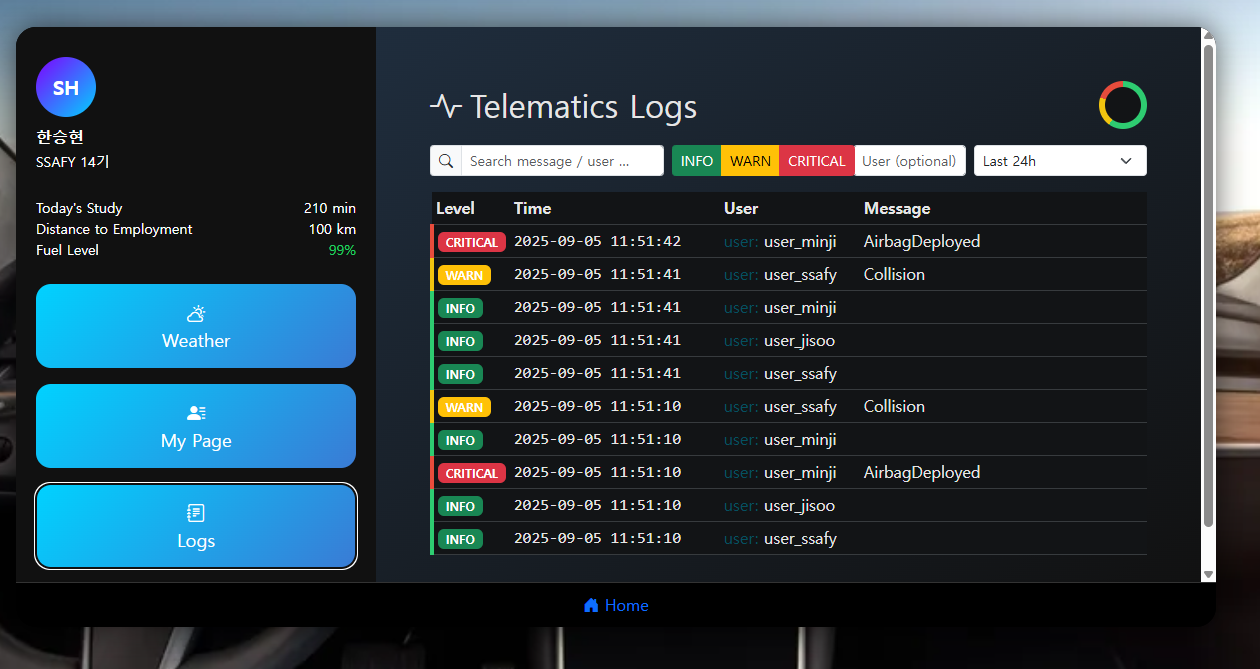 SH
한승현
SSAFY 14기
Today's Study 210 min
Distance to Employment 100 km
Fuel Level 99%
Weather
My Page
Logs
Telematics Logs
Search message / user ... INFO WARN CRITICAL User (optional) Last 24h
Level Time User Message
CRITICAL 2025-09-05 11:51:42 user: user_minji AirbagDeployed
WARN 2025-09-05 11:51:41 user: user_ssafy Collision
INFO 2025-09-05 11:51:41 user: user_minji
INFO 2025-09-05 11:51:41 user: user_jisoo
INFO 2025-09-05 11:51:41 user: user_ssafy
WARN 2025-09-05 11:51:10 user: user_ssafy Collision
INFO 2025-09-05 11:51:10 user: user_minji
CRITICAL 2025-09-05 11:51:10 user: user_minji AirbagDeployed
INFO 2025-09-05 11:51:10 user: user_jisoo
INFO 2025-09-05 11:51:10 user: user_ssafy
Home